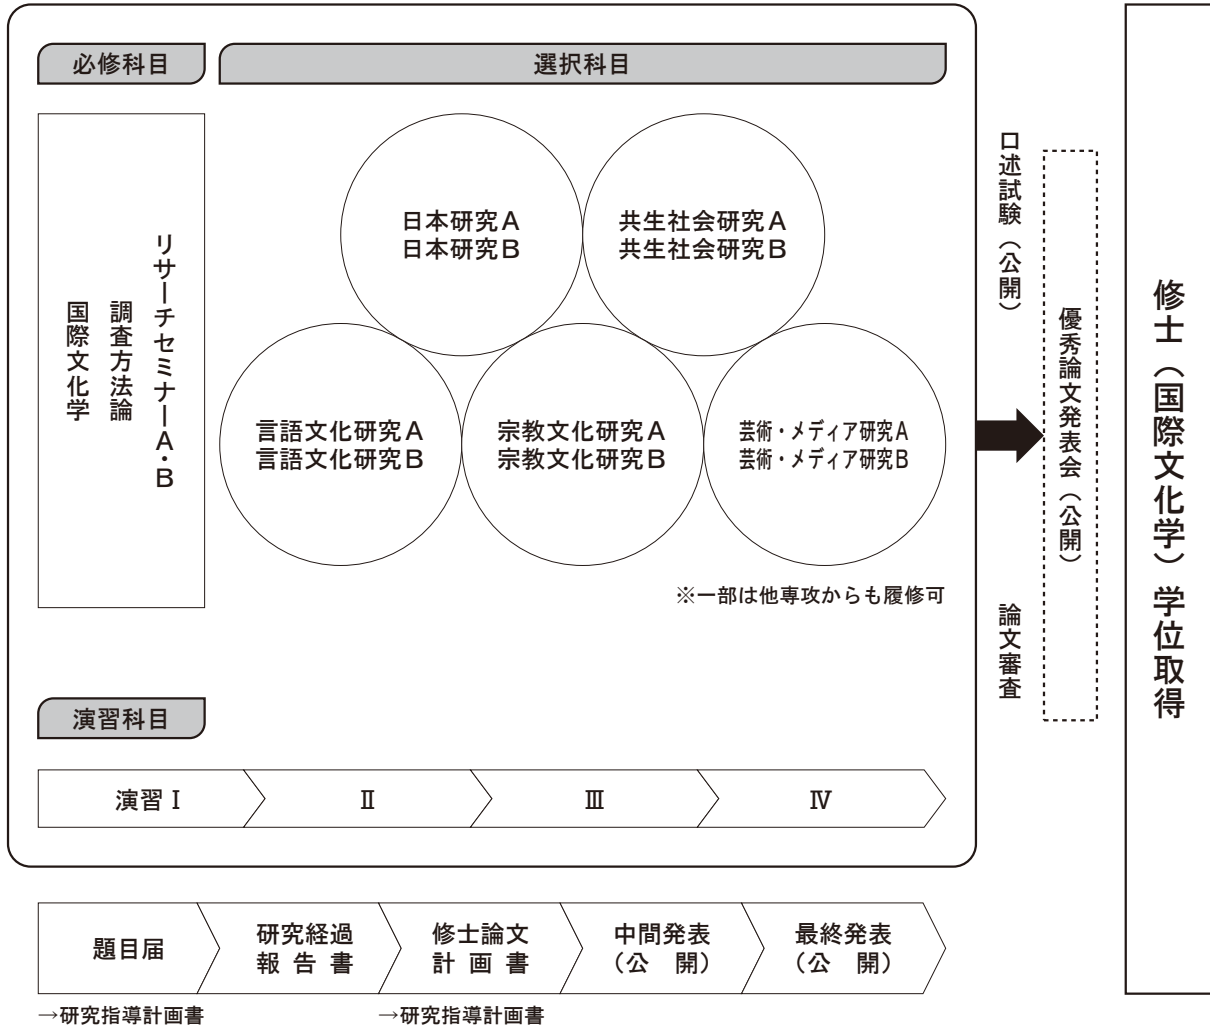 必修科目
選択科目
リサーチセミナーA・B
調査方法論
国際文化学
日本研究A
日本研究B
共生社会研究A
共生社会研究B
言語文化研究A
言語文化研究B
宗教文化研究A
宗教文化研究B
芸術・メディア研究A
芸術・メディア研究B
※一部は他専攻からも履修可
演習科目
演習Ⅰ
Ⅱ
Ⅲ
Ⅳ
口述試験（公開）
論文審査
優秀論文発表会（公開）
修士（国際文化学）学位取得
題目届
研究経過
報告書
修士論文
計画書
中間発表
（公　開）
最終発表
（公　開）
→研究指導計画書
→研究指導計画書